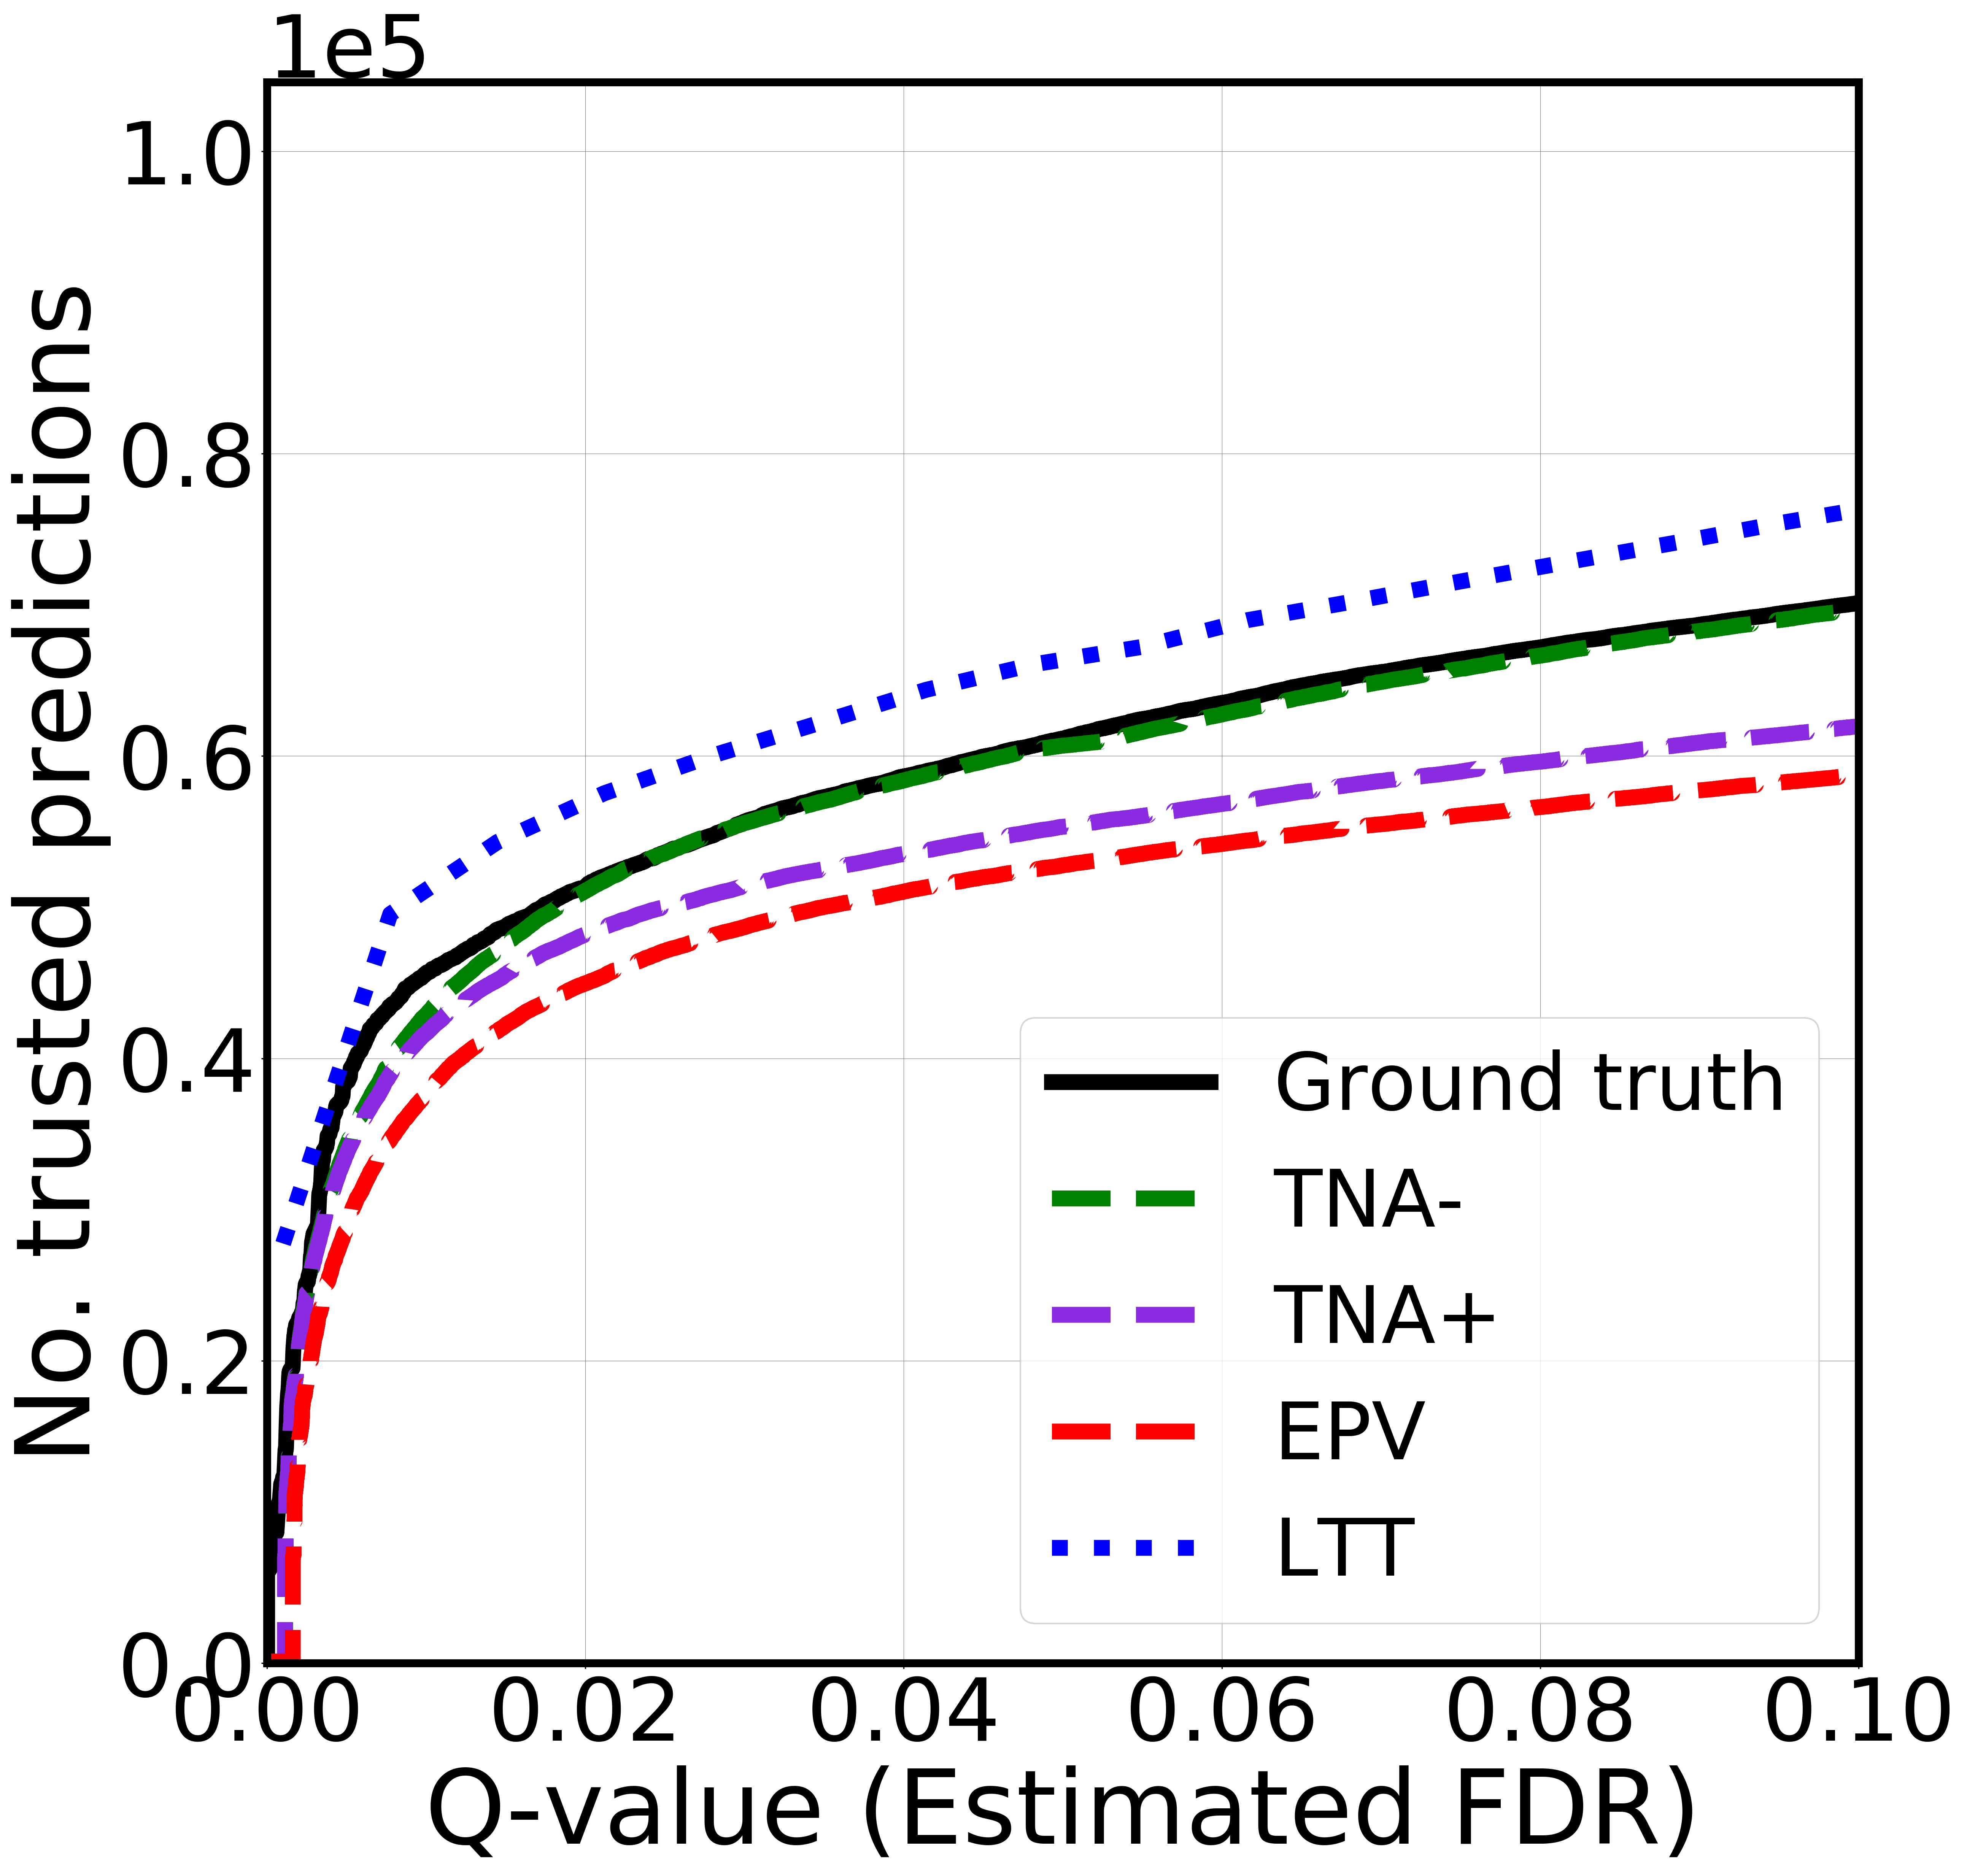 1e5
1.0
0.8
0.6
0.4
0.2
0.0
No. trusted predictions
Ground truth
TNA-
TNA+
EPV
LTT
0.00 0.02 0.04 0.06 0.08 0.10
Q-value (Estimated FDR)